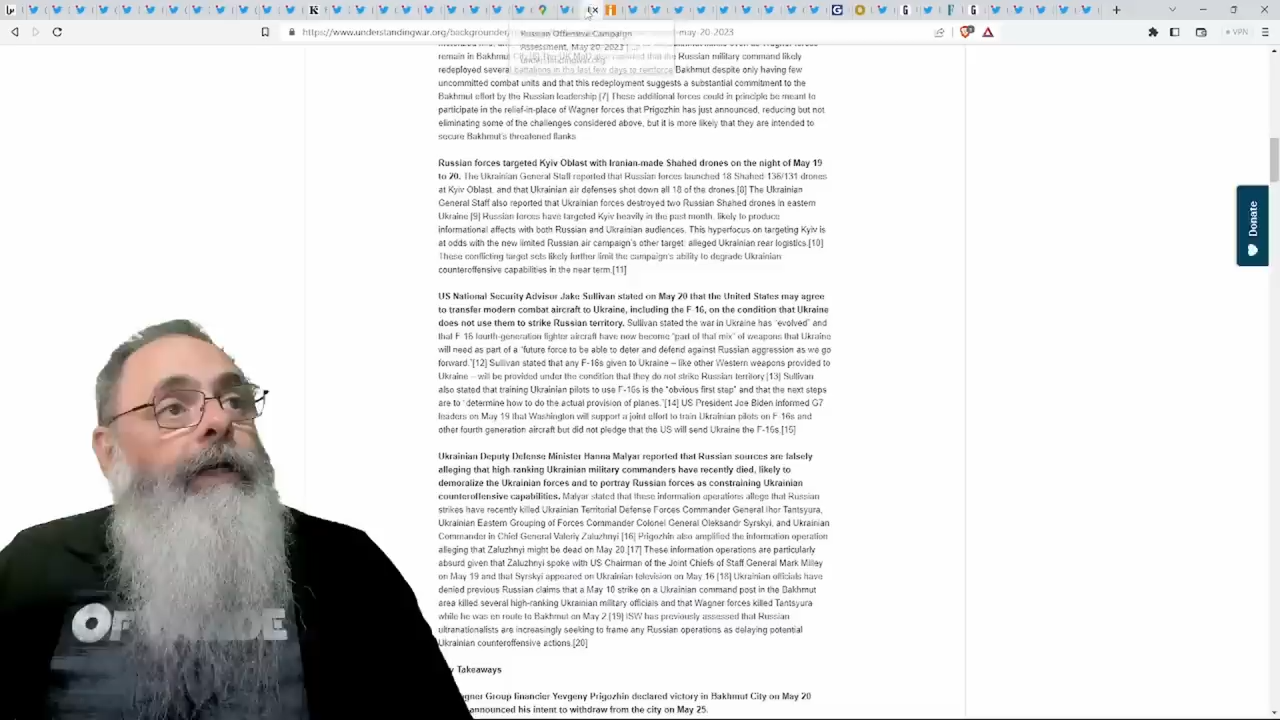 https://www.understandingwar.org/backgrounder/
-may-20-2023
VPN
Russian Offensive Campaign
Assessment, May 20, 2023 | ...
understandingwar.org
remain in Bakhmut City.[6] The UK MoD also reported that the Russian military command likely
redeployed several battalions in the last few days to reinforce Bakhmut despite only having few
uncommitted combat units and that this redeployment suggests a substantial commitment to the
Bakhmut effort by the Russian leadership.[7] These additional forces could in principle be meant to
participate in the relief-in-place of Wagner forces that Prigozhin has just announced, reducing but not
eliminating some of the challenges considered above, but it is more likely that they are intended to
secure Bakhmut's threatened flanks.
Russian forces targeted Kyiv Oblast with Iranian-made Shahed drones on the night of May 19
to 20. The Ukrainian General Staff reported that Russian forces launched 18 Shahed 136/131 drones
at Kyiv Oblast, and that Ukrainian air defenses shot down all 18 of the drones.[8] The Ukrainian
General Staff also reported that Ukrainian forces destroyed two Russian Shahed drones in eastern
Ukraine.[9] Russian forces have targeted Kyiv heavily in the past month, likely to produce
informational affects with both Russian and Ukrainian audiences. This hyperfocus on targeting Kyiv is
at odds with the new limited Russian air campaign's other target: alleged Ukrainian rear logistics.[10]
These conflicting target sets likely further limit the campaign's ability to degrade Ukrainian
counteroffensive capabilities in the near term.[11]
US National Security Advisor Jake Sullivan stated on May 20 that the United States may agree
to transfer modern combat aircraft to Ukraine, including the F-16, on the condition that Ukraine
does not use them to strike Russian territory. Sullivan stated the war in Ukraine has "evolved" and
that F-16 fourth-generation fighter aircraft have now become "part of that mix" of weapons that Ukraine
will need as part of a "future force to be able to deter and defend against Russian aggression as we go
forward."[12] Sullivan stated that any F-16s given to Ukraine – like other Western weapons provided to
Ukraine – will be provided under the condition that they do not strike Russian territory.[13] Sullivan
also stated that training Ukrainian pilots to use F-16s is the "obvious first step" and that the next steps
are to "determine how to do the actual provision of planes."[14] US President Joe Biden informed G7
leaders on May 19 that Washington will support a joint effort to train Ukrainian pilots on F-16s and
other fourth generation aircraft but did not pledge that the US will send Ukraine the F-16s.[15]
Ukrainian Deputy Defense Minister Hanna Malyar reported that Russian sources are falsely
alleging that high-ranking Ukrainian military commanders have recently died, likely to
demoralize the Ukrainian forces and to portray Russian forces as constraining Ukrainian
counteroffensive capabilities. Malyar stated that these information operations allege that Russian
strikes have recently killed Ukrainian Territorial Defense Forces Commander General Ihor Tantsyura,
Ukrainian Eastern Grouping of Forces Commander Colonel General Oleksandr Syrskyi, and Ukrainian
Commander in Chief General Valeriy Zaluzhnyi.[16] Prigozhin also amplified the information operation
alleging that Zaluzhnyi might be dead on May 20.[17] These information operations are particularly
absurd given that Zaluzhnyi spoke with US Chairman of the Joint Chiefs of Staff General Mark Milley
on May 19 and that Syrskyi appeared on Ukrainian television on May 16.[18] Ukrainian officials have
denied previous Russian claims that a May 10 strike on a Ukrainian command post in the Bakhmut
area killed several high-ranking Ukrainian military officials and that Wagner forces killed Tantsyura
while he was en route to Bakhmut on May 2.[19] ISW has previously assessed that Russian
ultranationalists are increasingly seeking to frame any Russian operations as delaying potential
Ukrainian counteroffensive actions.[20]
Takeaways
Wagner Group financier Yevgeny Prigozhin declared victory in Bakhmut City on May 20
announced his intent to withdraw from the city on May 25.
Donate